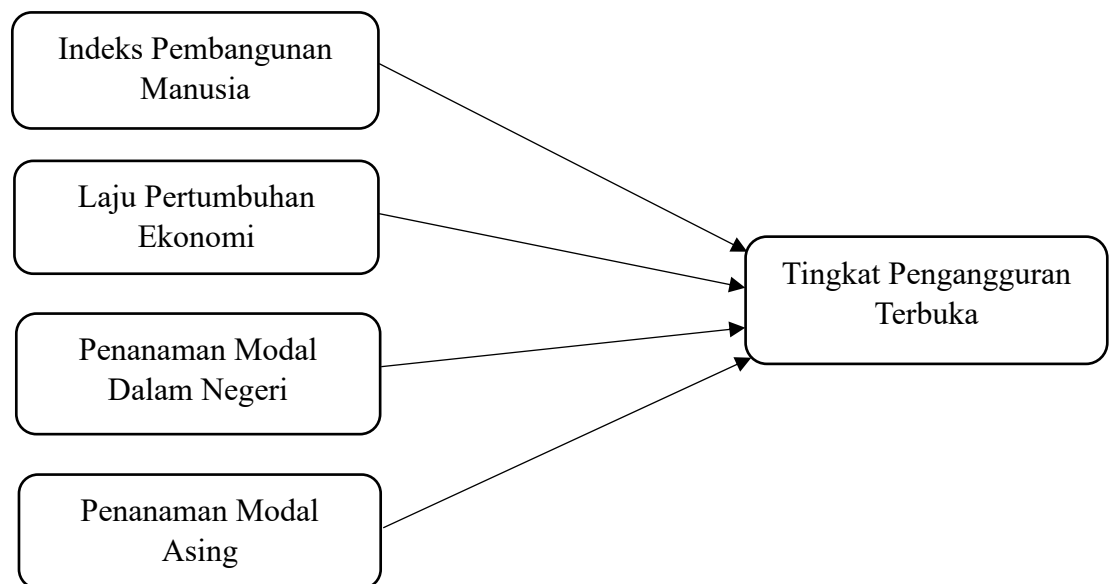 Indeks Pembangunan
Manusia
Laju Pertumbuhan
Ekonomi
Penanaman Modal
Dalam Negeri
Penanaman Modal
Asing
Tingkat Pengangguran
Terbuka